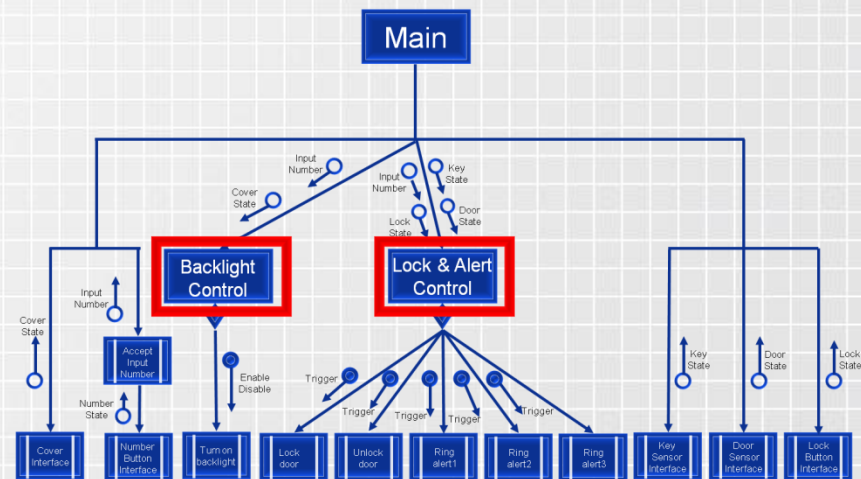 Main
Input
Number
Cover
State
Input
Number
Key
State
Lock
State
Door
State
Backlight
Control
Lock & Alert
Control
Input
Number
Cover
State
Accept
Input
Number
Number
State
Enable
Disable
Trigger
Trigger
Trigger
Trigger
Trigger
Key
State
Door
State
Lock
State
Cover
Interface
Number
Button
Interface
Turn on
backlight
Lock
door
Unlock
door
Ring
alert1
Ring
alert2
Ring
alert3
Key
Sensor
Interface
Door
Sensor
Interface
Lock
Button
Interface